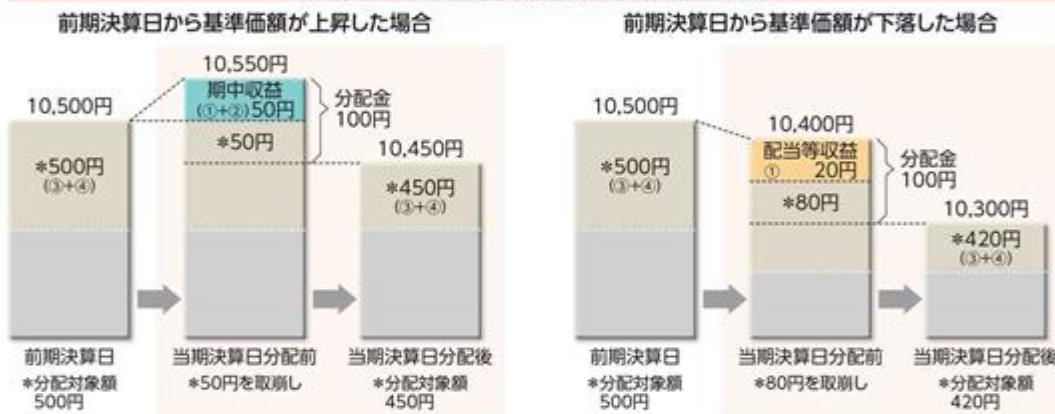 前期決算日から基準価額が上昇した場合
10,550円
10,500円
期中収益
(①+②)50円
分配金
100円
*50円
10,450円
*500円
(③+④)
*450円
(③+④)
前期決算日
当期決算日分配前
当期決算日分配後
*分配対象額
500円
*50円を取崩し
*分配対象額
450円
前期決算日から基準価額が下落した場合
10,500円
10,400円
配当等収益
① 20円
分配金
100円
*500円
(③+④)
*80円
10,300円
*420円
(③+④)
前期決算日
当期決算日分配前
当期決算日分配後
*分配対象額
500円
*80円を取崩し
*分配対象額
420円